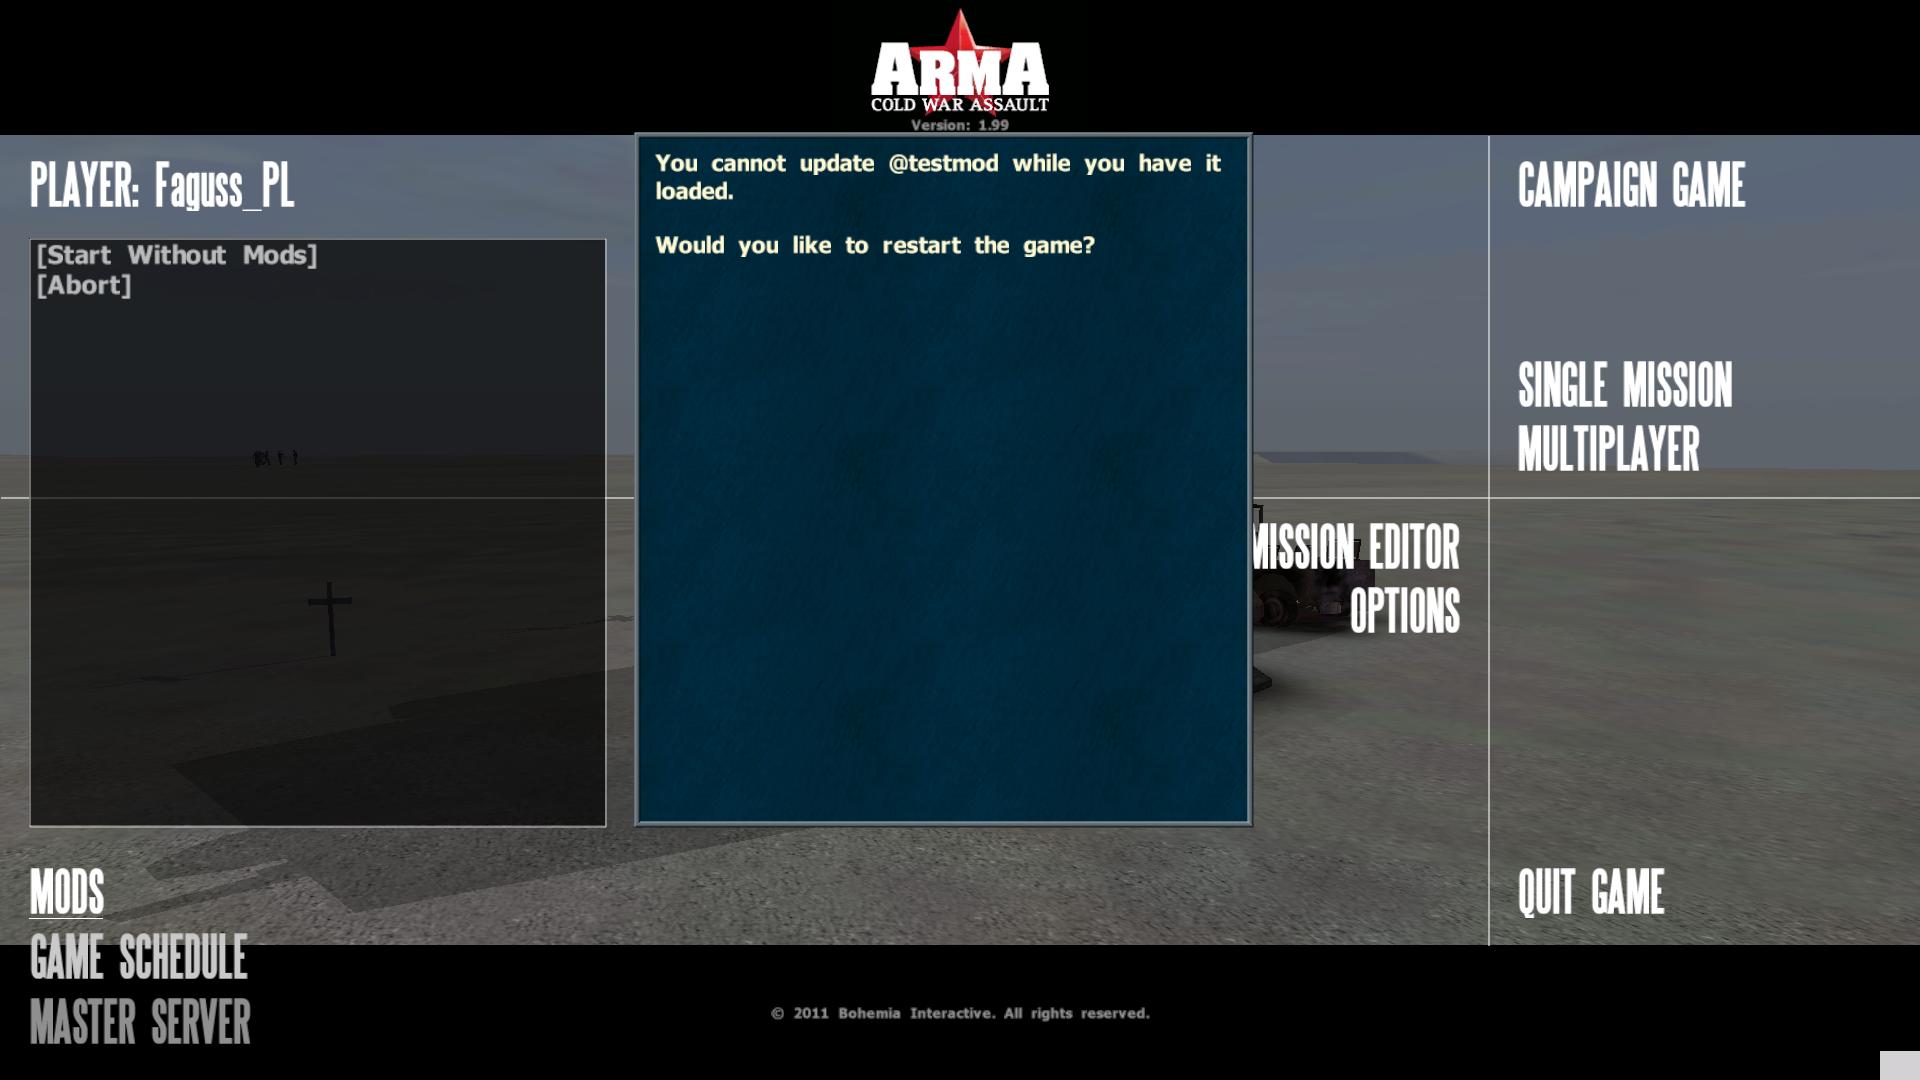 ARMA
COLD WAR ASSAULT
Version: 1.99
PLAYER: Faguss_PL
[Start Without Mods]
[Abort]
You cannot update @testmod while you have it
loaded.
Would you like to restart the game?
CAMPAIGN GAME
SINGLE MISSION
MULTIPLAYER
MISSION EDITOR
OPTIONS
MODS
GAME SCHEDULE
MASTER SERVER
QUIT GAME
© 2011 Bohemia Interactive. All rights reserved.